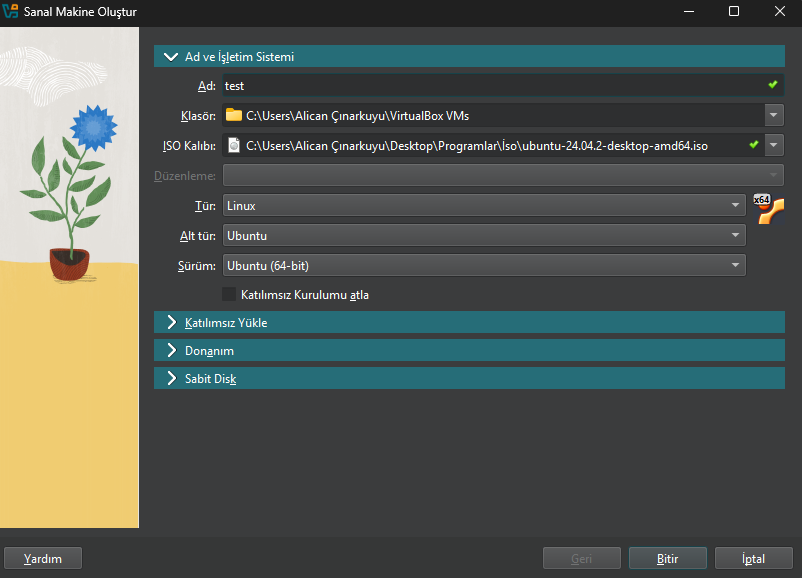 Sanal Makine Oluştur
Ad ve İşletim Sistemi
Ad: test
Klasör: C:\Users\Alican Çınarkuyu\VirtualBox VMs
ISO Kalıbı: C:\Users\Alican Çınarkuyu\Desktop\Programlar\İso\ubuntu-24.04.2-desktop-amd64.iso
Düzenleme:
Tür: Linux
x64
Alt tür: Ubuntu
Sürüm: Ubuntu (64-bit)
Katılımsız Kurulumu atla
Katılımsız Yükle
Donanım
Sabit Disk
Yardım Geri Bitir İptal